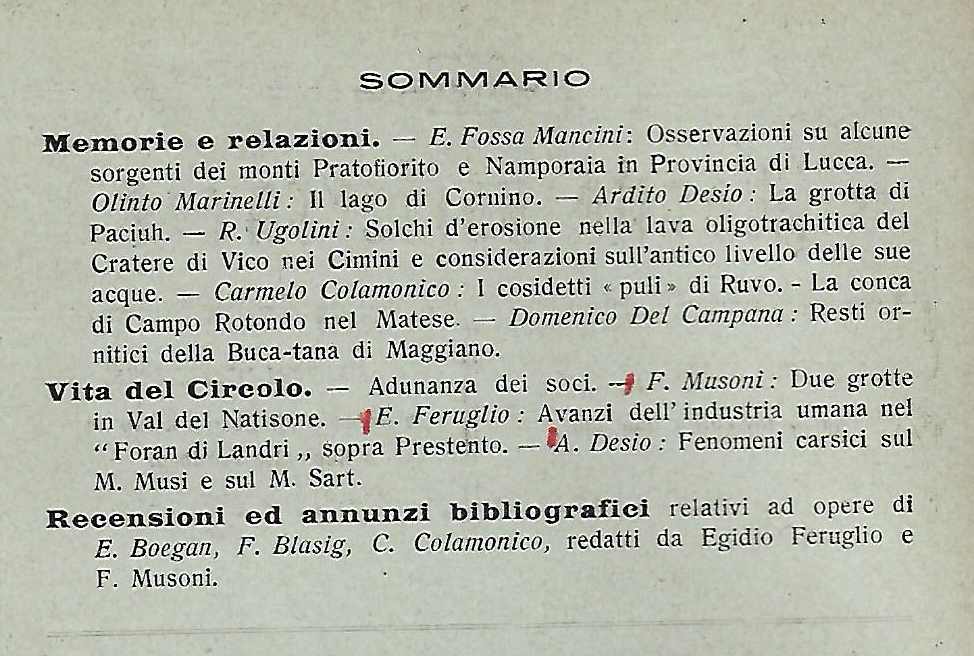 SOMMARIO
Memorie e relazioni. — E. Fossa Mancini: Osservazioni su alcune
sorgenti dei monti Pratofiorito e Namporaia in Provincia di Lucca. —
Olinto Marinelli: Il lago di Cornino. — Ardito Desio: La grotta di
Paciuh. — R. Ugolini: Solchi d'erosione nella lava oligotrachitica del
Cratere di Vico nei Cimini e considerazioni sull'antico livello delle sue
acque. — Carmelo Colamonico: I cosidetti « puli » di Ruvo. - La conca
di Campo Rotondo nel Matese. — Domenico Del Campana: Resti or-
nitici della Buca-tana di Maggiano.
Vita del Circolo. — Adunanza dei soci. — F. Musoni: Due grotte
in Val del Natisone. — E. Feruglio: Avanzi dell'industria umana nel
“Foran di Landri„ sopra Prestento. — A. Desio: Fenomeni carsici sul
M. Musi e sul M. Sart.
Recensioni ed annunzi bibliografici relativi ad opere di
E. Boegan, F. Blasig, C. Colamonico, redatti da Egidio Feruglio e
F. Musoni.